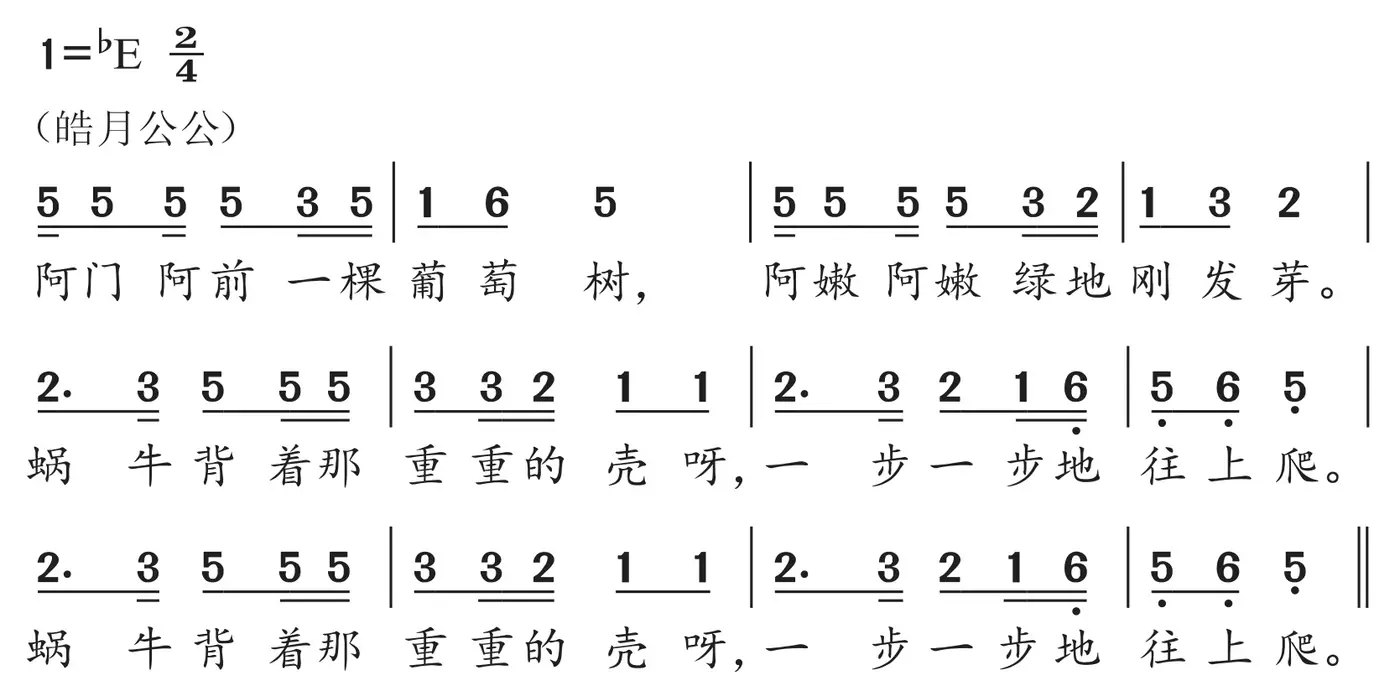 1=♭E 2/4
（皓月公公）
5 5 5 5 3 5 | 1 6 5 | 5 5 5 5 3 2 | 1 3 2 |
阿门 阿前 一棵 葡 萄 树， 阿嫩 阿嫩 绿地 刚 发 芽。
2. 3 5 5 5 | 3 3 2 1 1 | 2. 3 2 1 6̣ | 5̣ 6̣ 5̣ |
蜗 牛 背 着那 重 重的 壳 呀， 一 步 一 步地 往 上 爬。
2. 3 5 5 5 | 3 3 2 1 1 | 2. 3 2 1 6̣ | 5̣ 6̣ 5̣ ‖
蜗 牛 背 着那 重 重的 壳 呀， 一 步 一 步地 往 上 爬。